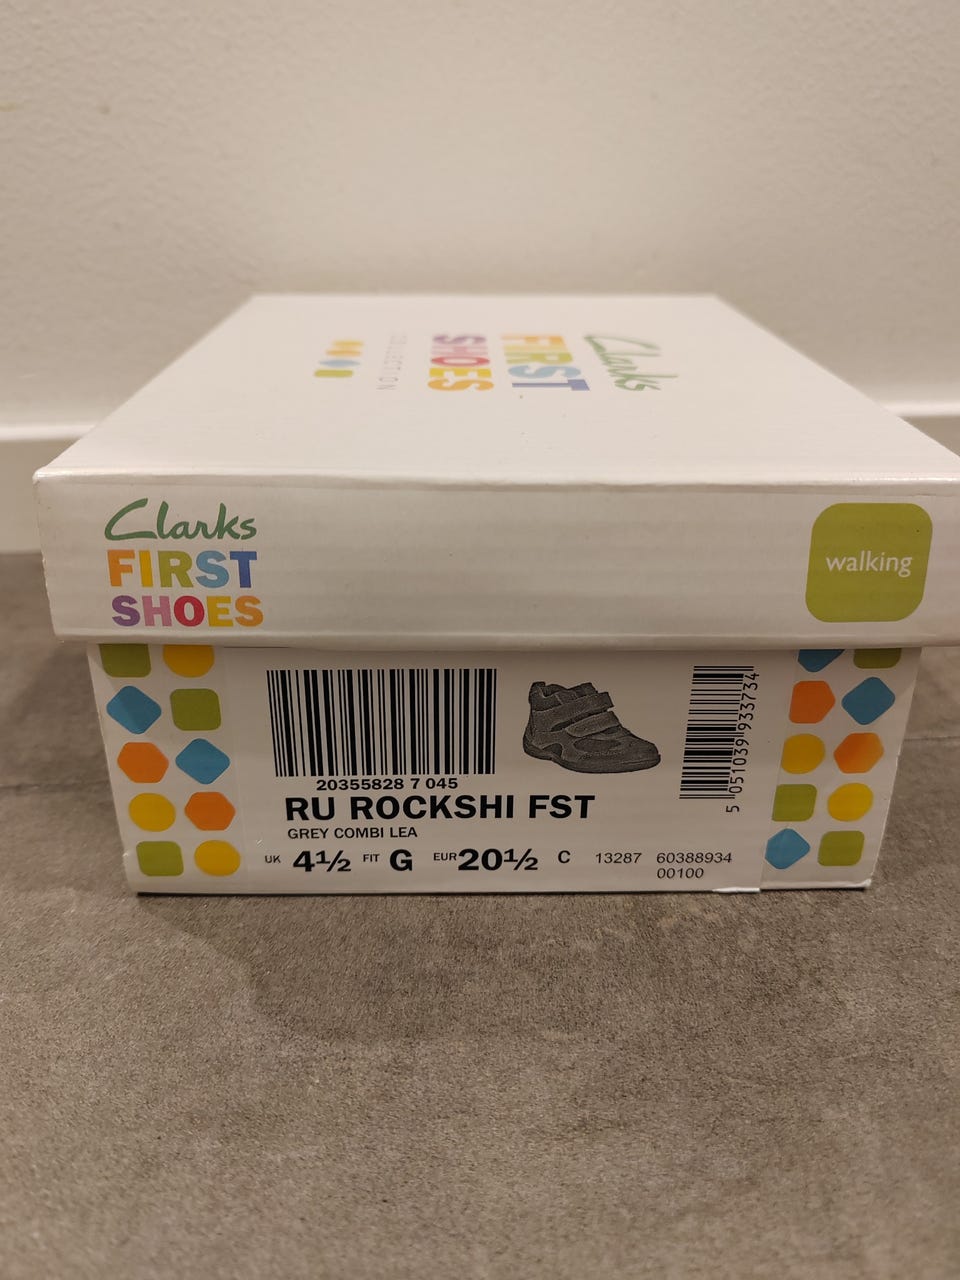 Clarks
FIRST
SHOES
COLLECTION
Clarks
FIRST
SHOES
walking
20355828 7 045
RU ROCKSHI FST
GREY COMBI LEA
UK 4½ FIT G EUR 20½ C 13287 60388934
00100
5 051039 933734